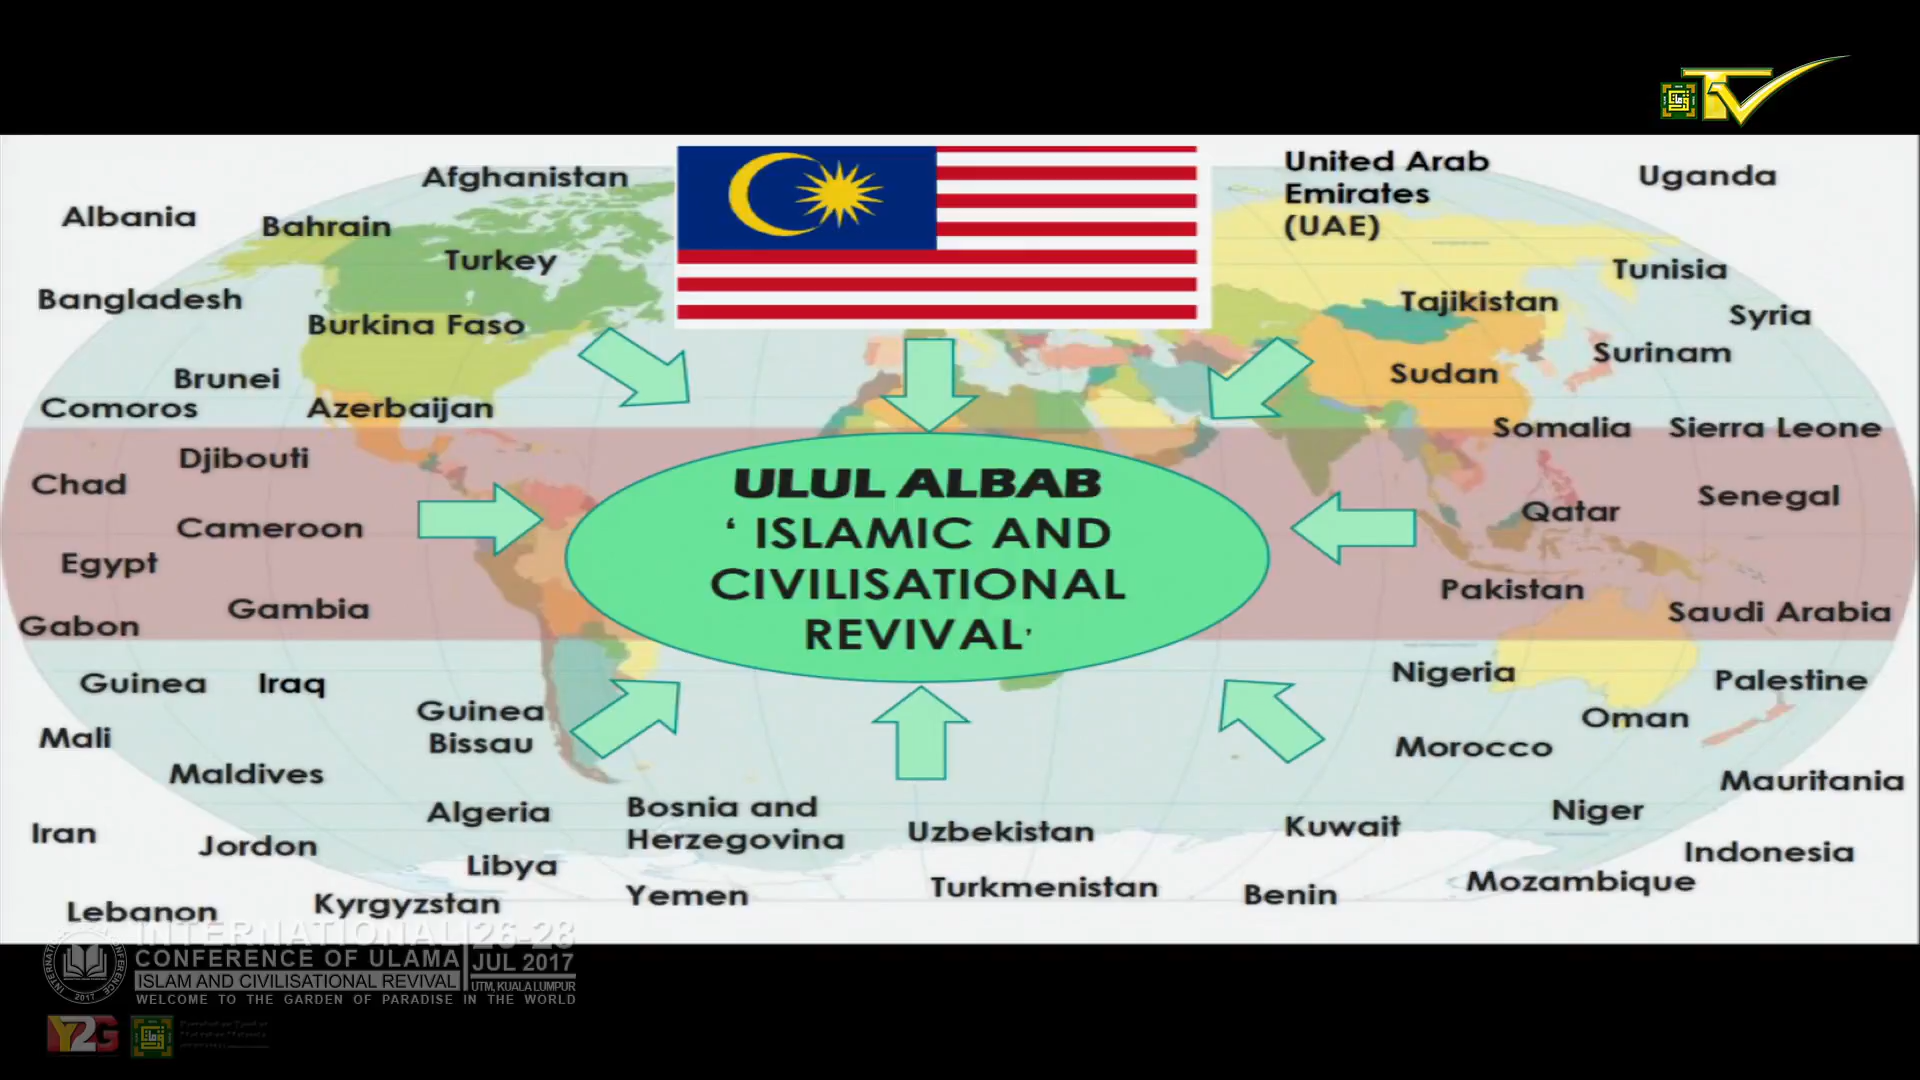 TV
Afghanistan
United Arab
Emirates
(UAE)
Uganda
Albania
Bahrain
Turkey
Tunisia
Bangladesh
Burkina Faso
Tajikistan
Syria
Surinam
Brunei
Sudan
Comoros
Azerbaijan
Somalia
Sierra Leone
Djibouti
Chad
ULUL ALBAB
‘ ISLAMIC AND
CIVILISATIONAL
REVIVAL’
Senegal
Qatar
Cameroon
Egypt
Pakistan
Gambia
Saudi Arabia
Gabon
Guinea
Iraq
Nigeria
Palestine
Guinea
Bissau
Oman
Mali
Morocco
Maldives
Mauritania
Algeria
Bosnia and
Herzegovina
Uzbekistan
Kuwait
Niger
Iran
Jordon
Libya
Indonesia
Lebanon
Kyrgyzstan
Yemen
Turkmenistan
Benin
Mozambique
INTERNATIONAL
CONFERENCE OF ULAMA
ISLAM AND CIVILISATIONAL REVIVAL
26-28
JUL 2017
UTM, KUALA LUMPUR
WELCOME TO THE GARDEN OF PARADISE IN THE WORLD
2017
Y2G